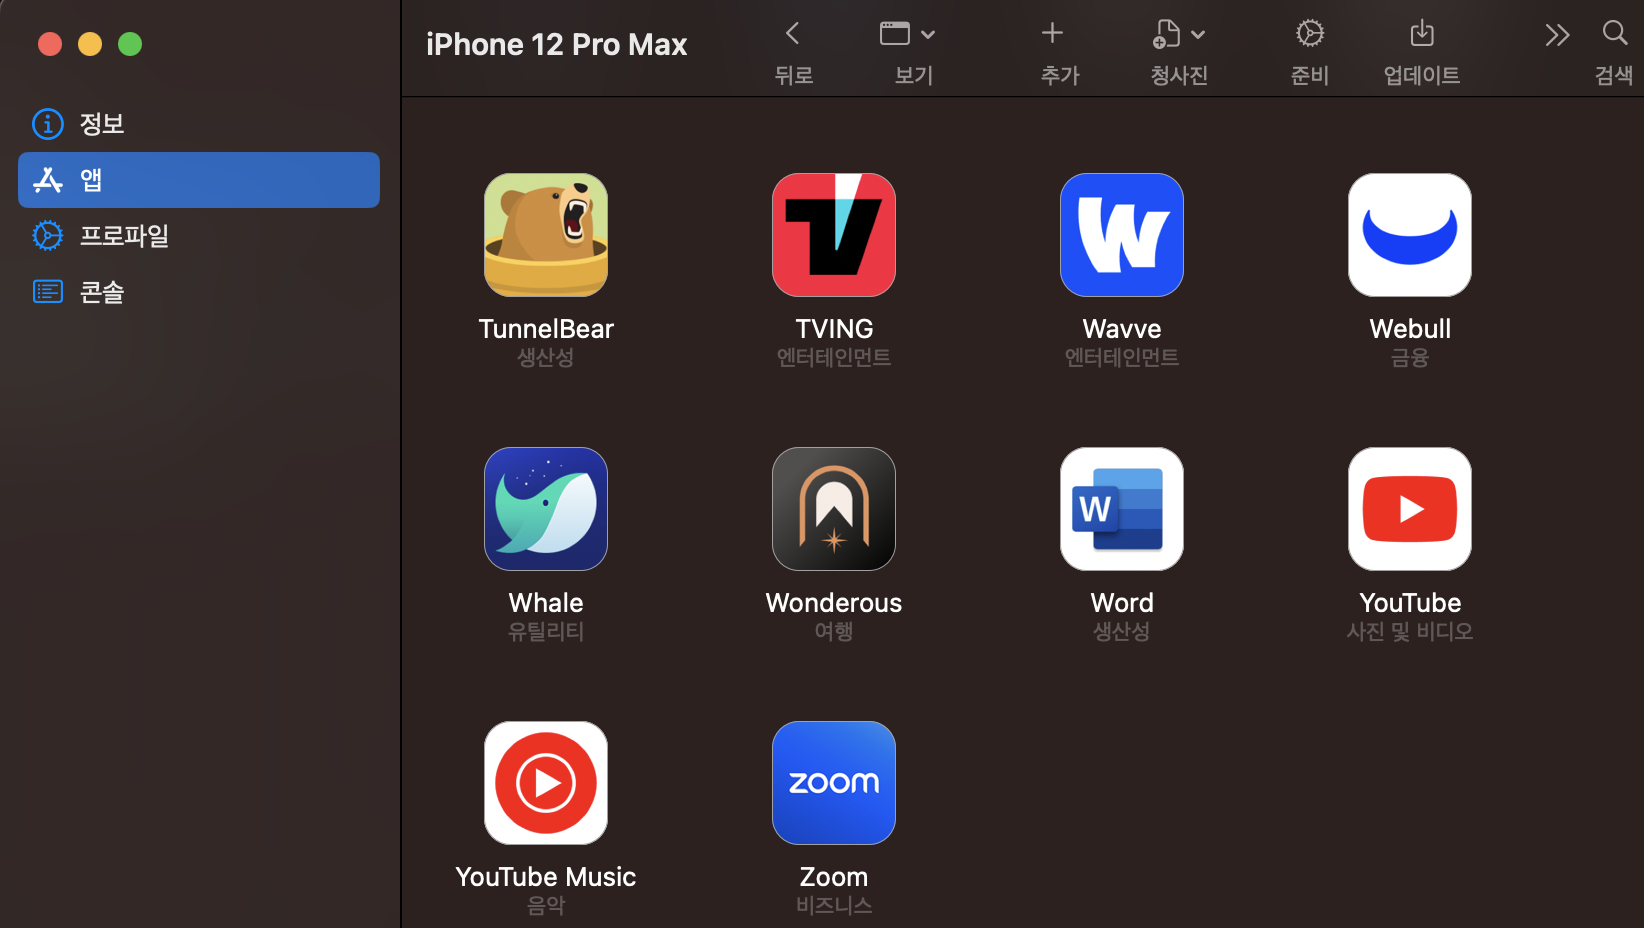 iPhone 12 Pro Max
뒤로
보기
추가
청사진
준비
업데이트
검색
정보
앱
프로파일
콘솔
TunnelBear
생산성
TVING
엔터테인먼트
Wavve
엔터테인먼트
Webull
금융
Whale
유틸리티
Wonderous
여행
W
Word
생산성
YouTube
사진 및 비디오
YouTube Music
음악
zoom
Zoom
비즈니스